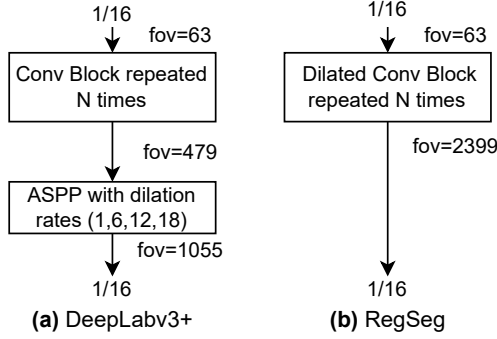 1/16
fov=63
Conv Block repeated
N times
fov=479
ASPP with dilation
rates (1,6,12,18)
fov=1055
1/16
(a) DeepLabv3+
1/16
fov=63
Dilated Conv Block
repeated N times
fov=2399
1/16
(b) RegSeg